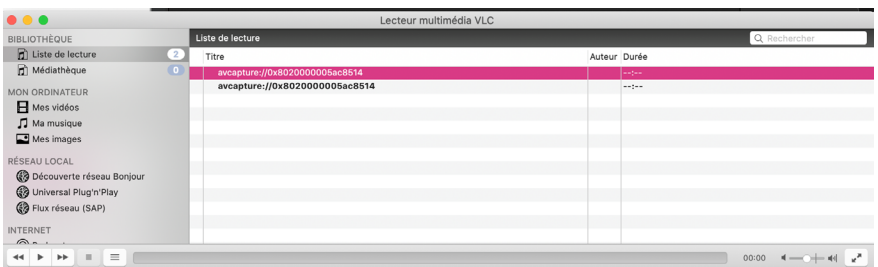 Lecteur multimédia VLC
BIBLIOTHÈQUE
Liste de lecture
2
Médiathèque
0
MON ORDINATEUR
Mes vidéos
Ma musique
Mes images
RÉSEAU LOCAL
Découverte réseau Bonjour
Universal Plug'n'Play
Flux réseau (SAP)
INTERNET
Liste de lecture
Rechercher
Titre Auteur Durée
avcapture://0x8020000005ac8514 --:--
avcapture://0x8020000005ac8514 --:--
00:00